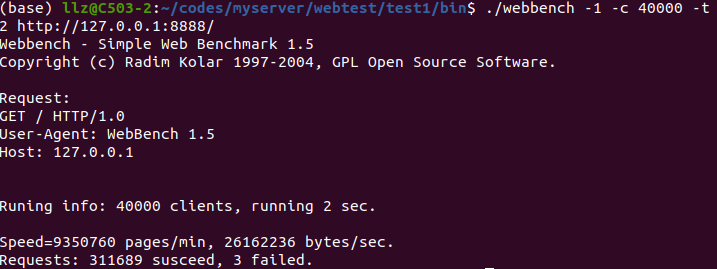 (base) llz@C503-2:~/codes/myserver/webtest/test1/bin$ ./webbench -1 -c 40000 -t
2 http://127.0.0.1:8888/
Webbench - Simple Web Benchmark 1.5
Copyright (c) Radim Kolar 1997-2004, GPL Open Source Software.
Request:
GET / HTTP/1.0
User-Agent: WebBench 1.5
Host: 127.0.0.1
Runing info: 40000 clients, running 2 sec.
Speed=9350760 pages/min, 26162236 bytes/sec.
Requests: 311689 susceed, 3 failed.